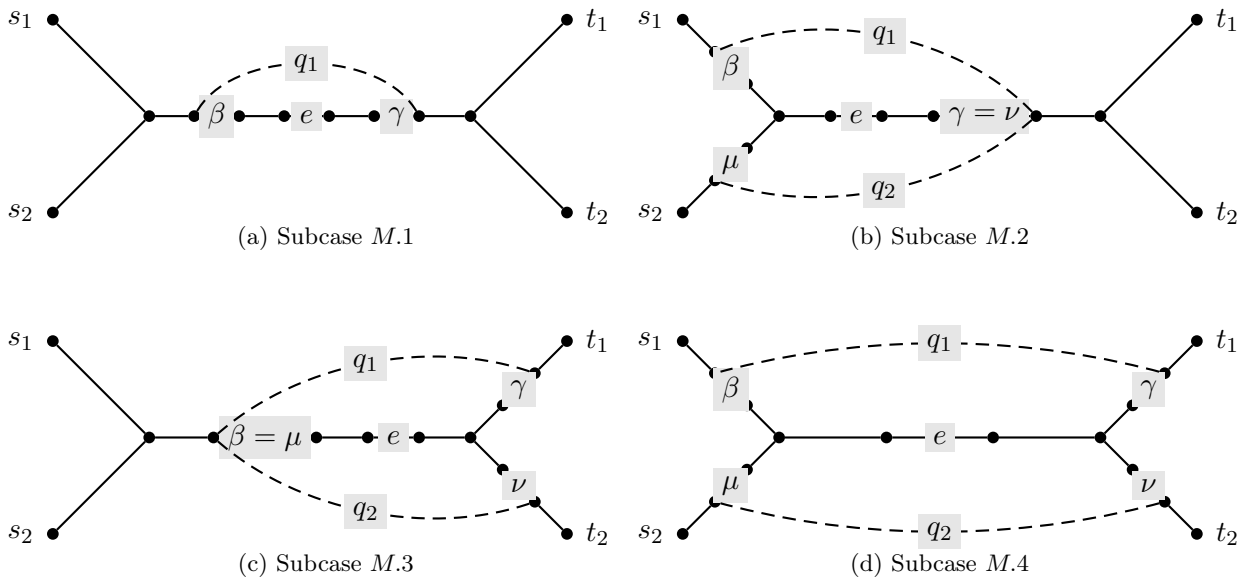 s₁ q₁ t₁
β e γ
s₂ t₂
(a) Subcase M.1
s₁ q₁ t₁
β
e γ = ν
μ
s₂ q₂ t₂
(b) Subcase M.2
s₁ q₁ t₁
γ
β = μ e
ν
s₂ q₂ t₂
(c) Subcase M.3
s₁ q₁ t₁
β γ
e
μ ν
s₂ q₂ t₂
(d) Subcase M.4